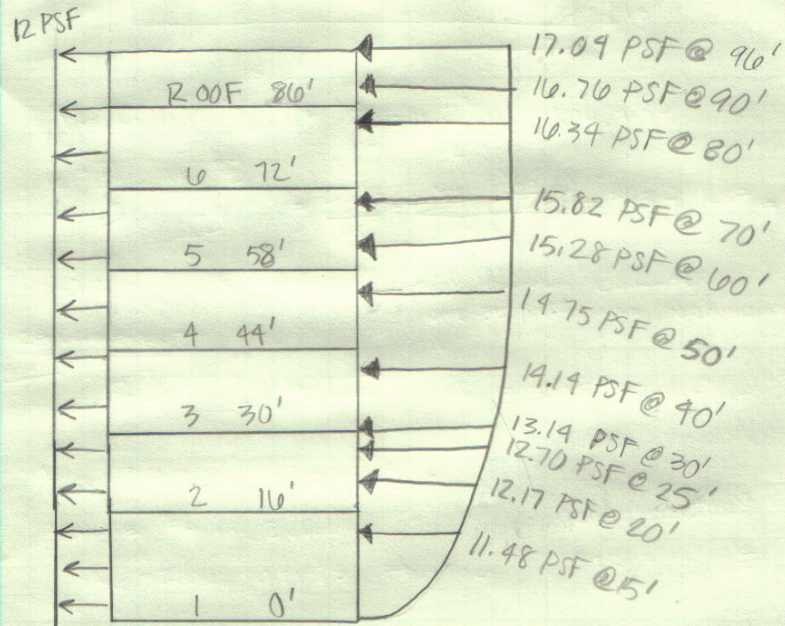 12 PSF
17.04 PSF @ 96'
ROOF 86'
16.76 PSF @ 90'
16.34 PSF @ 80'
6 72'
15.82 PSF @ 70'
5 58'
15.28 PSF @ 60'
14.75 PSF @ 50'
4 44'
14.14 PSF @ 40'
3 30'
13.14 PSF @ 30'
12.70 PSF @ 25'
2 16'
12.17 PSF @ 20'
11.48 PSF @ 15'
1 0'